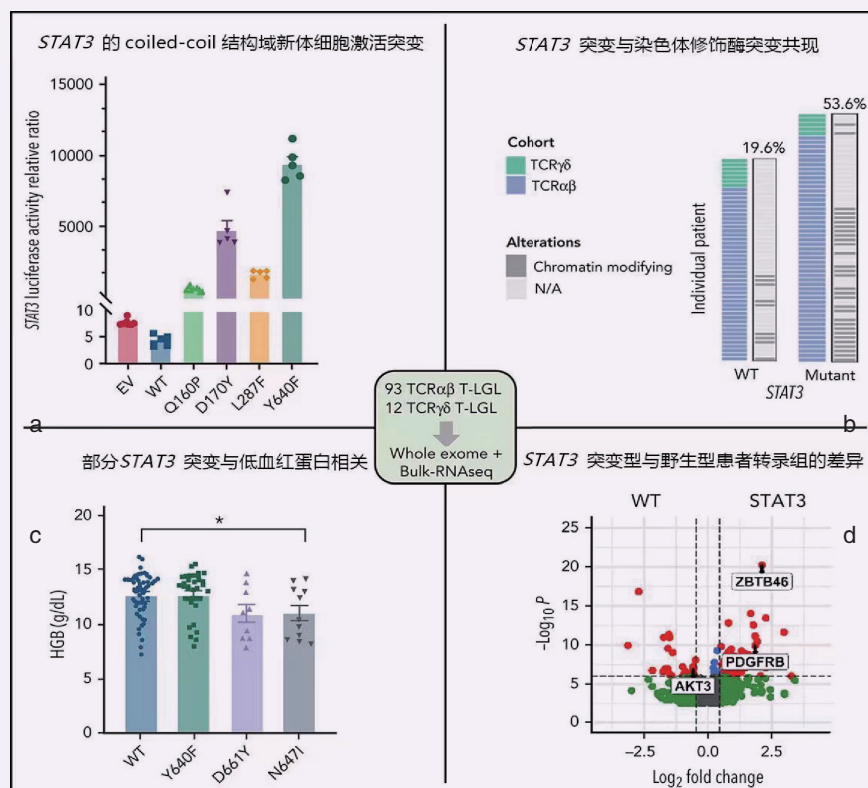 STAT3 的 coiled-coil 结构域新体细胞激活突变
STAT3 luciferase activity relative ratio
15000
10000
5000
10
5
0
EV
WT
Q160P
D170Y
L287F
Y640F
a
STAT3 突变与染色体修饰酶突变共现
Cohort
TCRγδ
TCRαβ
Alterations
Chromatin modifying
N/A
Individual patient
19.6%
53.6%
WT
Mutant
STAT3
b
93 TCRαβ T-LGL
12 TCRγδ T-LGL
Whole exome +
Bulk-RNAseq
部分STAT3 突变与低血红蛋白相关
c
HGB (g/dL)
20
15
10
5
0
*
WT
Y640F
D661Y
N647I
STAT3 突变型与野生型患者转录组的差异
WT
STAT3
d
-Log10 P
25
20
15
10
5
0
ZBTB46
PDGFRB
AKT3
-2.5
0.0
2.5
Log2 fold change